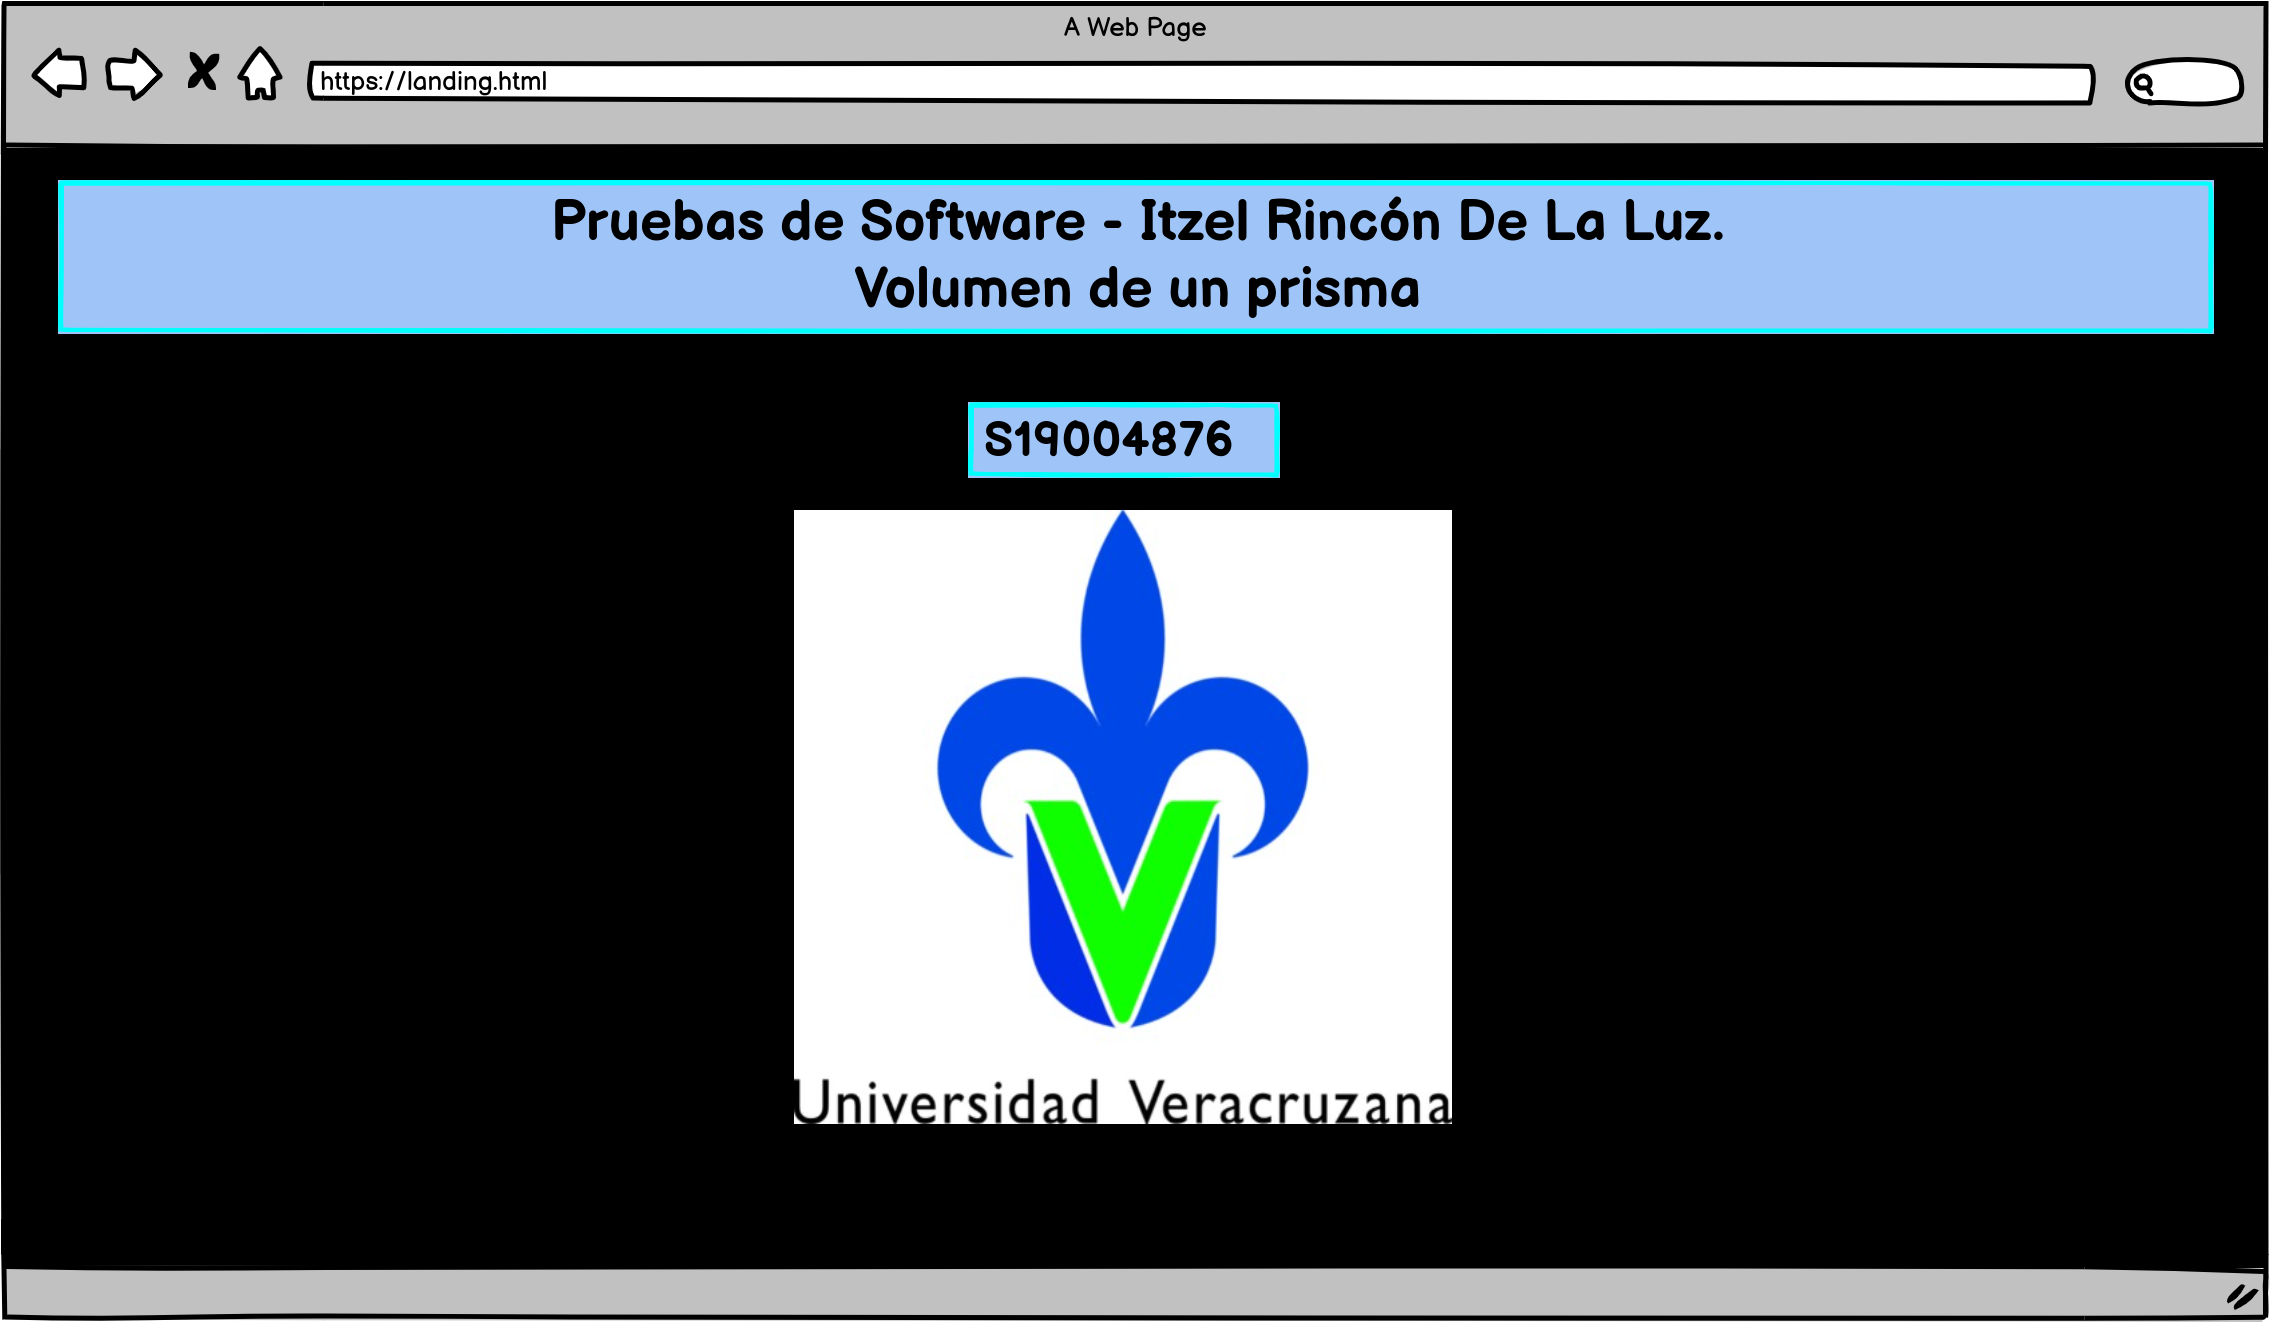 A Web Page
https://landing.html
Pruebas de Software - Itzel Rincón De La Luz.
Volumen de un prisma
S19004876
Universidad Veracruzana